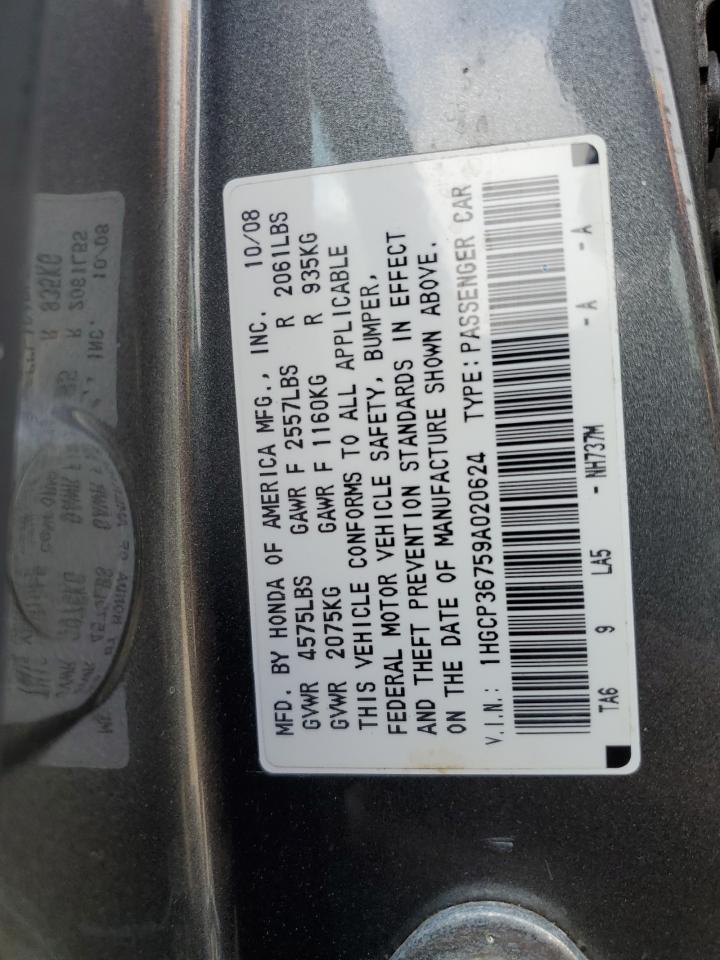 MFD. BY HONDA OF AMERICA MFG., INC. 10/08
GVWR 4575LBS GAWR F 2557LBS R 2061LBS
GVWR 2075KG GAWR F 1160KG R 935KG
THIS VEHICLE CONFORMS TO ALL APPLICABLE
FEDERAL MOTOR VEHICLE SAFETY, BUMPER,
AND THEFT PREVENTION STANDARDS IN EFFECT
ON THE DATE OF MANUFACTURE SHOWN ABOVE.
V.I.N.: 1HGCP36759A020624 TYPE:PASSENGER CAR
TA6 9 LA5 - NH737M - A - A